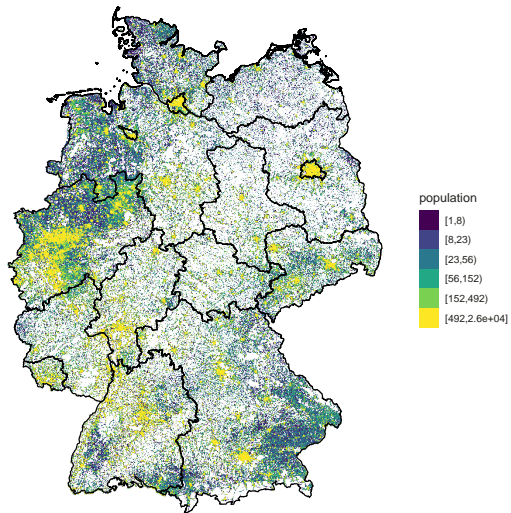 population
[1,8)
[8,23)
[23,56)
[56,152)
[152,492)
[492,2.6e+04)